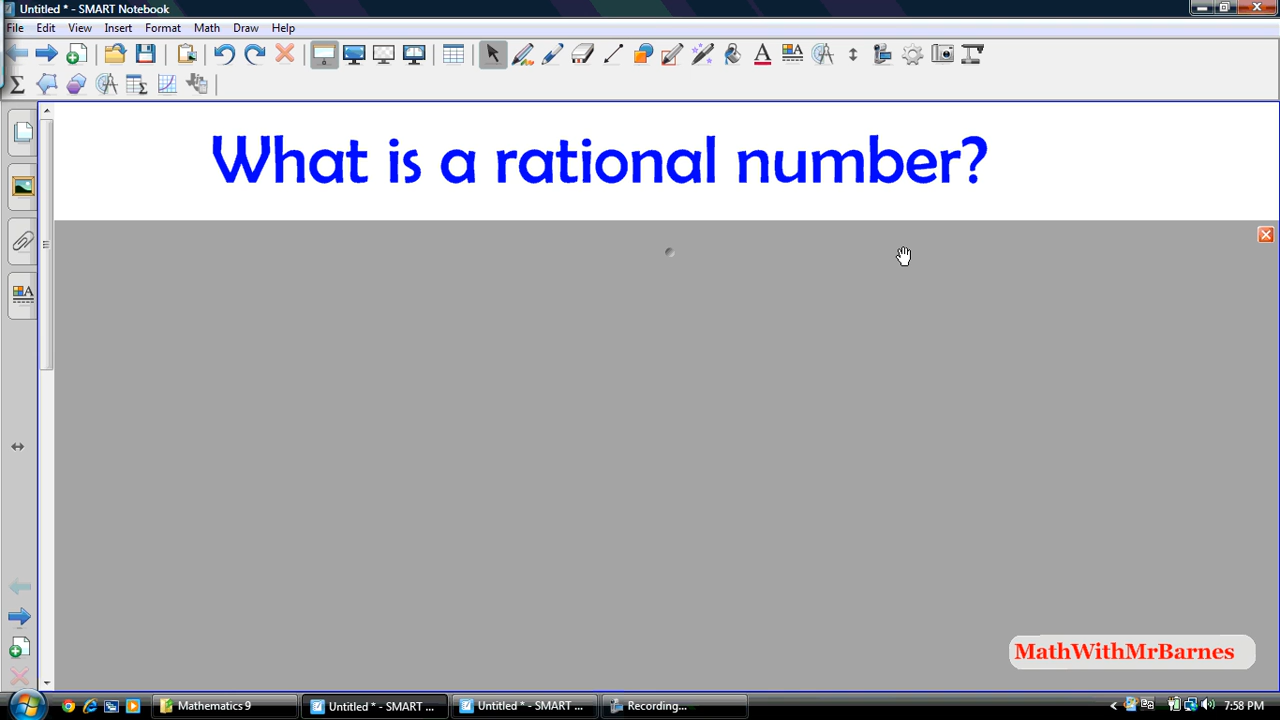 Untitled * - SMART Notebook
File Edit View Insert Format Math Draw Help
What is a rational number?
MathWithMrBarnes
Mathematics 9
Untitled * - SMART ...
Untitled * - SMART ...
Recording...
7:58 PM